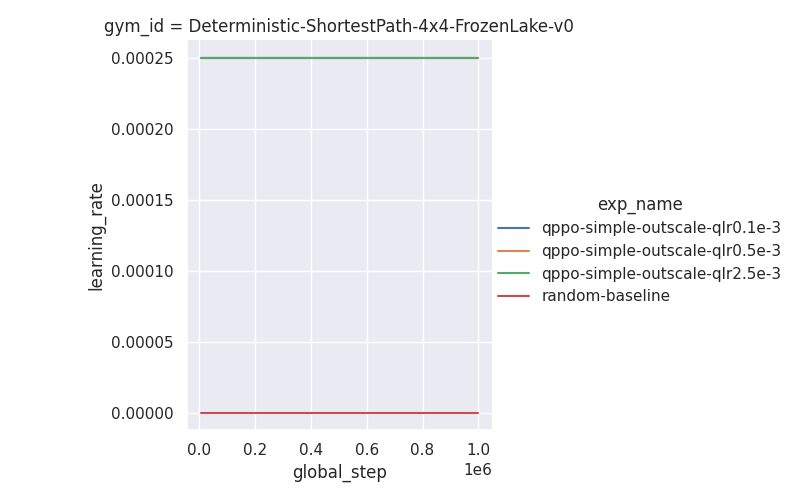 gym_id = Deterministic-ShortestPath-4x4-FrozenLake-v0
0.00025
0.00020
0.00015
0.00010
0.00005
0.00000
learning_rate
0.0 0.2 0.4 0.6 0.8 1.0
1e6
global_step
exp_name
qppo-simple-outscale-qlr0.1e-3
qppo-simple-outscale-qlr0.5e-3
qppo-simple-outscale-qlr2.5e-3
random-baseline